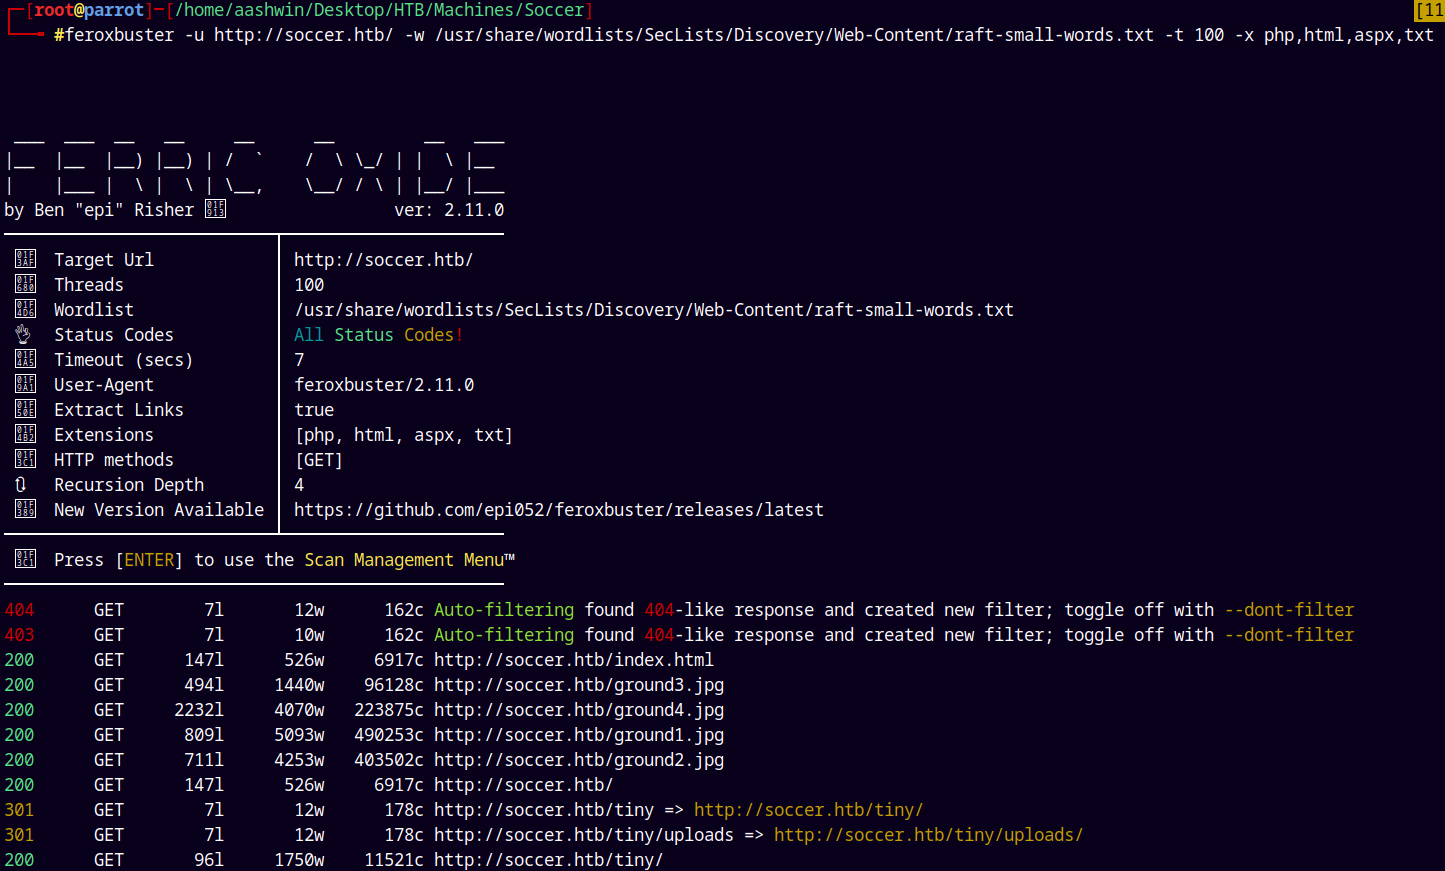 ┌─[root@parrot]─[/home/aashwin/Desktop/HTB/Machines/Soccer]
[11
└──╼ #feroxbuster -u http://soccer.htb/ -w /usr/share/wordlists/SecLists/Discovery/Web-Content/raft-small-words.txt -t 100 -x php,html,aspx,txt
FERRIC OXIDE
by Ben "epi" Risher 🤓 ver: 2.11.0
🎯 Target Url │ http://soccer.htb/
🚀 Threads │ 100
📖 Wordlist │ /usr/share/wordlists/SecLists/Discovery/Web-Content/raft-small-words.txt
👌 Status Codes │ All Status Codes!
💥 Timeout (secs) │ 7
🦡 User-Agent │ feroxbuster/2.11.0
🔎 Extract Links │ true
💲 Extensions │ [php, html, aspx, txt]
🏁 HTTP methods │ [GET]
🔃 Recursion Depth │ 4
🎉 New Version Available │ https://github.com/epi052/feroxbuster/releases/latest
🏁 Press [ENTER] to use the Scan Management Menu™
404 GET 7l 12w 162c Auto-filtering found 404-like response and created new filter; toggle off with --dont-filter
403 GET 7l 10w 162c Auto-filtering found 404-like response and created new filter; toggle off with --dont-filter
200 GET 147l 526w 6917c http://soccer.htb/index.html
200 GET 494l 1440w 96128c http://soccer.htb/ground3.jpg
200 GET 2232l 4070w 223875c http://soccer.htb/ground4.jpg
200 GET 809l 5093w 490253c http://soccer.htb/ground1.jpg
200 GET 711l 4253w 403502c http://soccer.htb/ground2.jpg
200 GET 147l 526w 6917c http://soccer.htb/
301 GET 7l 12w 178c http://soccer.htb/tiny => http://soccer.htb/tiny/
301 GET 7l 12w 178c http://soccer.htb/tiny/uploads => http://soccer.htb/tiny/uploads/
200 GET 96l 1750w 11521c http://soccer.htb/tiny/